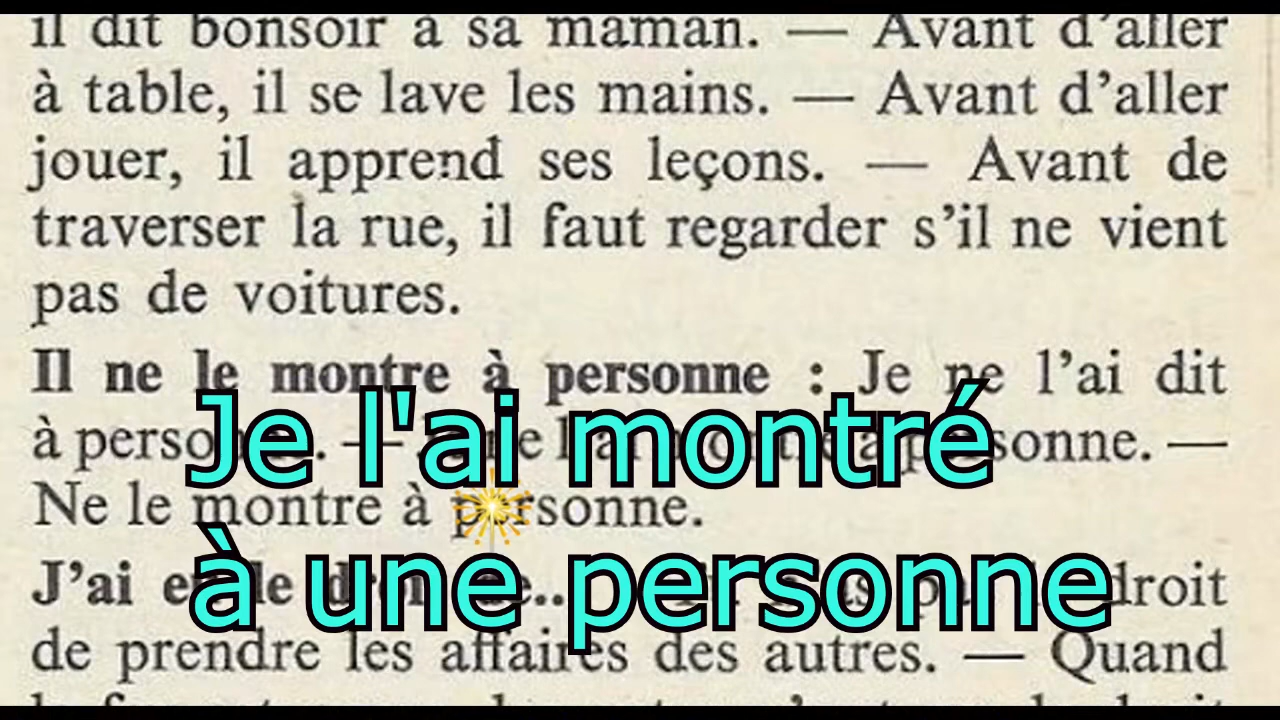 il dit bonsoir à sa maman. — Avant d’aller
à table, il se lave les mains. — Avant d’aller
jouer, il apprend ses leçons. — Avant de
traverser la rue, il faut regarder s’il ne vient
pas de voitures.
Il ne le montre à personne : Je ne l’ai dit
Je l'ai montré
à personne. —
Ne le montre à personne.
à une personne
J’ai droit
de prendre les affaires des autres. — Quand